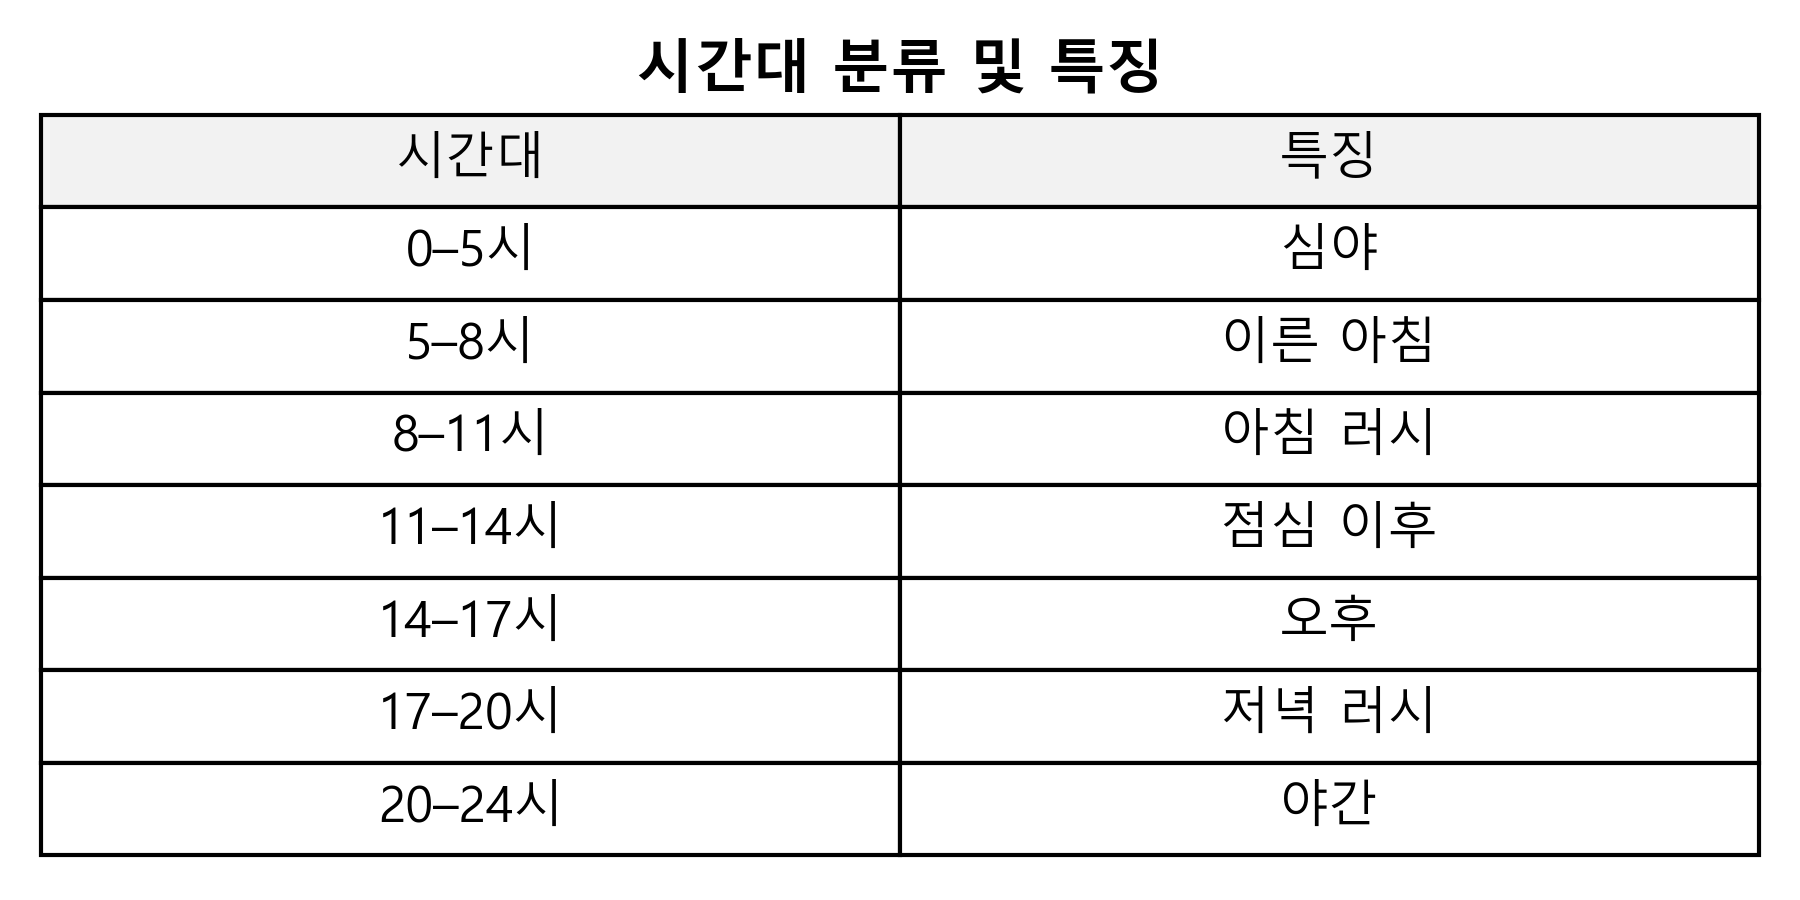 시간대 분류 및 특징
시간대 특징
0–5시 심야
5–8시 이른 아침
8–11시 아침 러시
11–14시 점심 이후
14–17시 오후
17–20시 저녁 러시
20–24시 야간